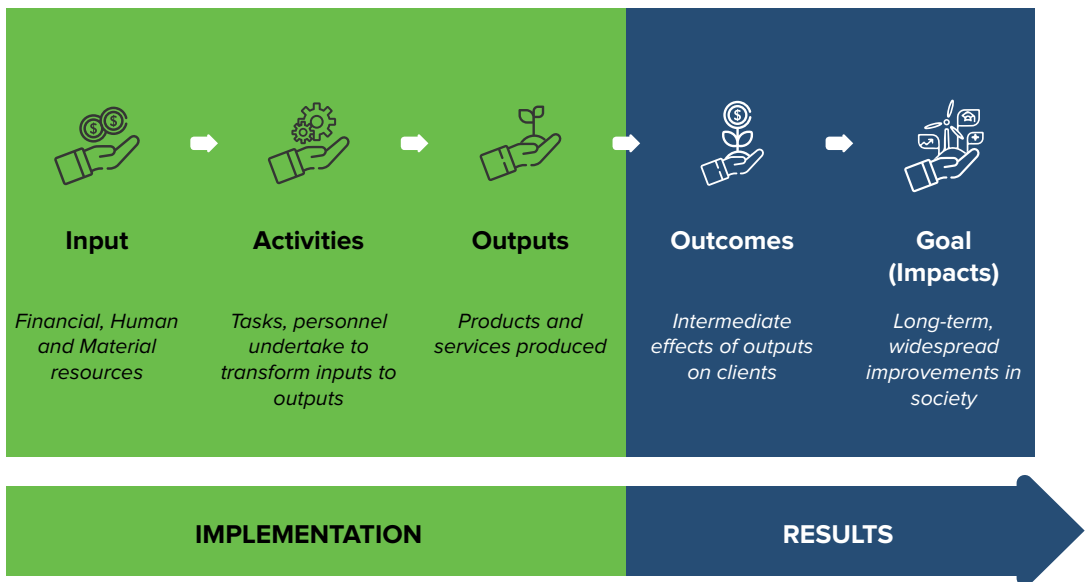 Input
Activities
Outputs
Outcomes
Goal
(Impacts)
Financial, Human
and Material
resources
Tasks, personnel
undertake to
transform inputs to
outputs
Products and
services produced
Intermediate
effects of outputs
on clients
Long-term,
widespread
improvements in
society
IMPLEMENTATION
RESULTS